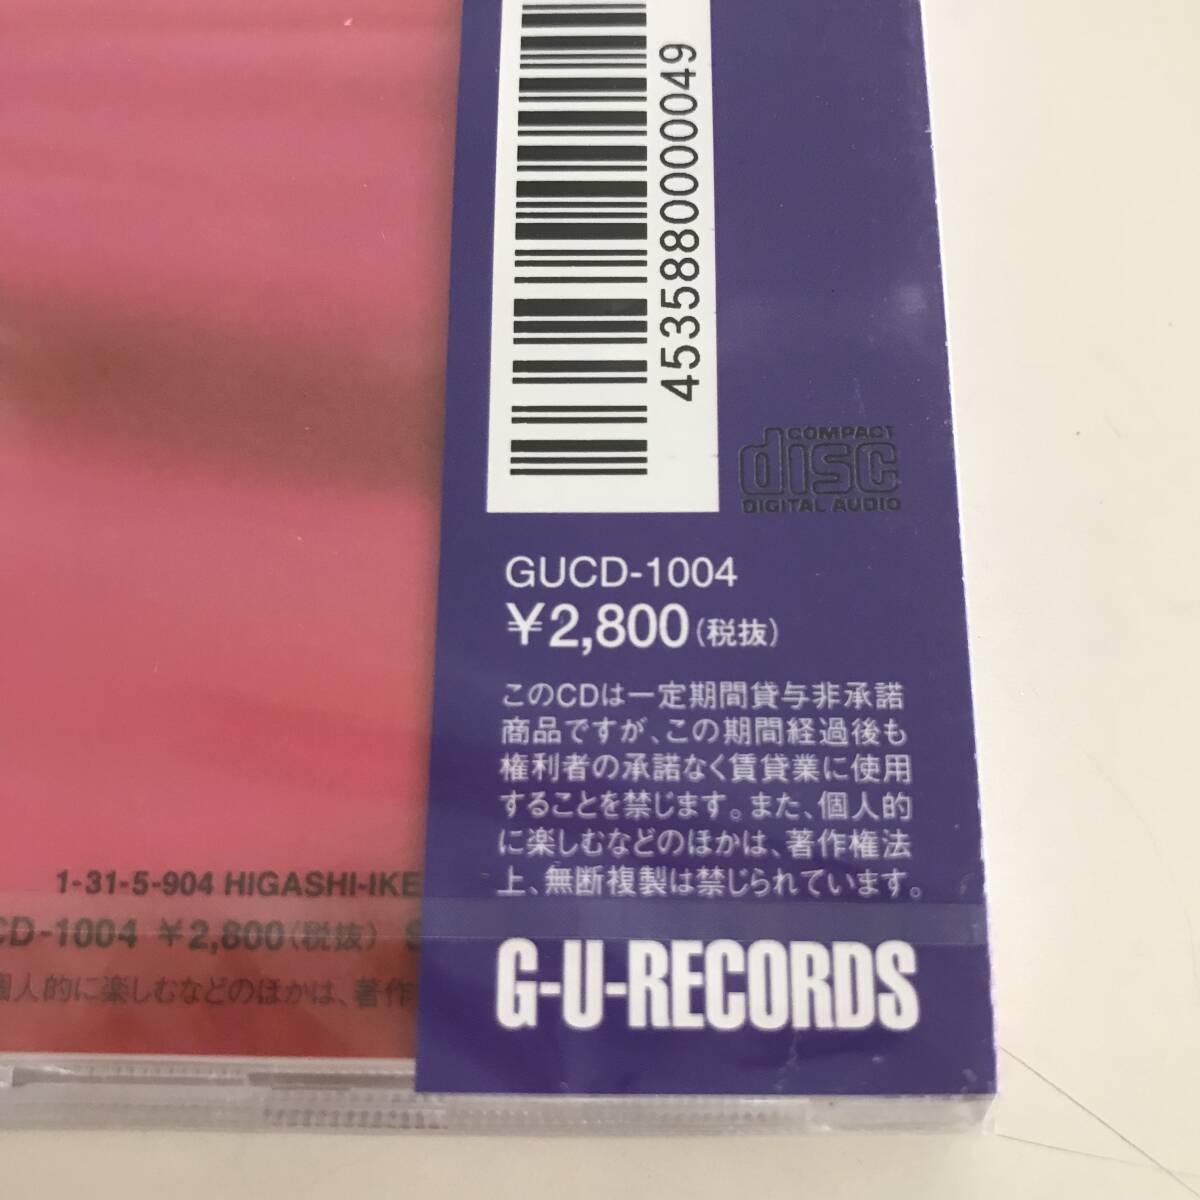 4535880000049
COMPACT
disc
DIGITAL AUDIO
GUCD-1004
¥2,800(税抜)
このCDは一定期間貸与非承諾
商品ですが、この期間経過後も
権利者の承諾なく賃貸業に使用
することを禁じます。また、個人的
に楽しむなどのほかは、著作権法
上、無断複製は禁じられています。
G-U-RECORDS
1-31-5-904 HIGASHI-IKE
CD-1004 ¥2,800(税抜)
個人的に楽しむなどのほかは、著作